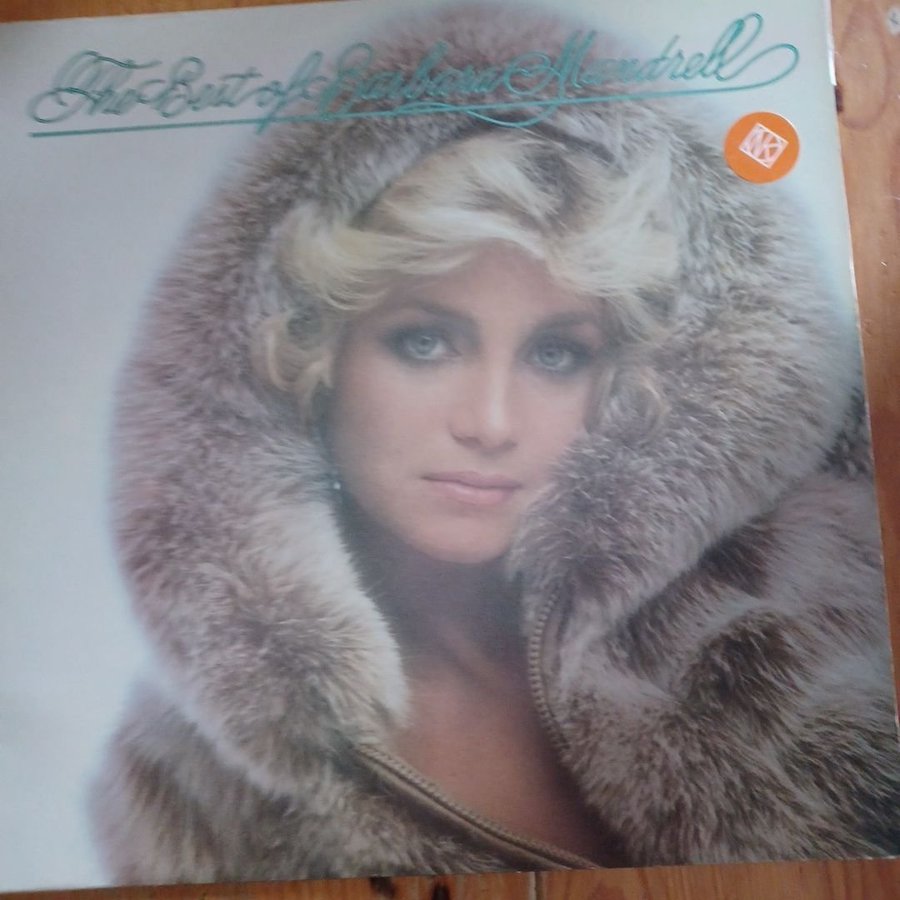 The Best of Barbara Mandrell